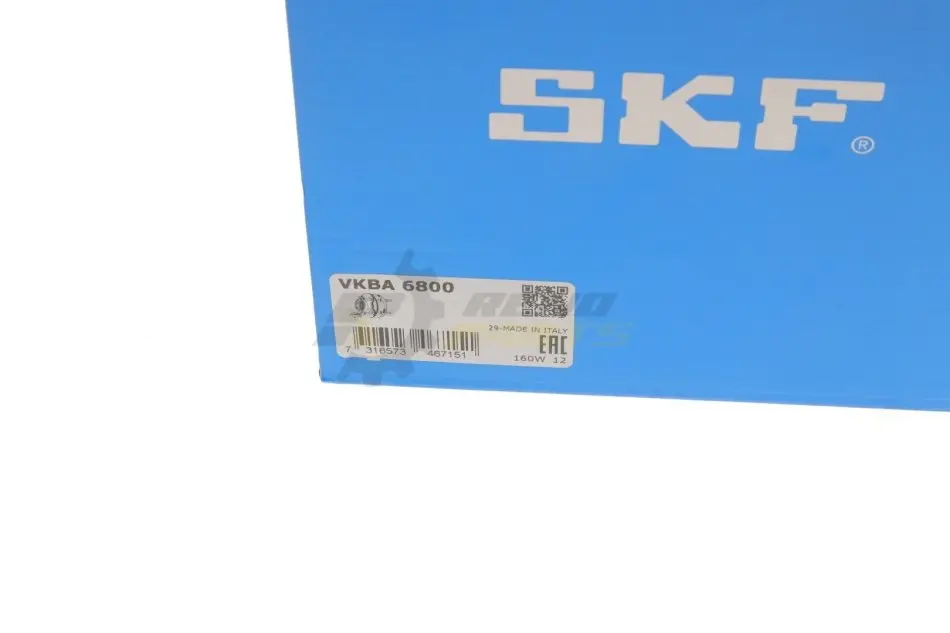 SKF®
VKBA 6800
29-MADE IN ITALY
7 316573 467151
EAC
160W 12